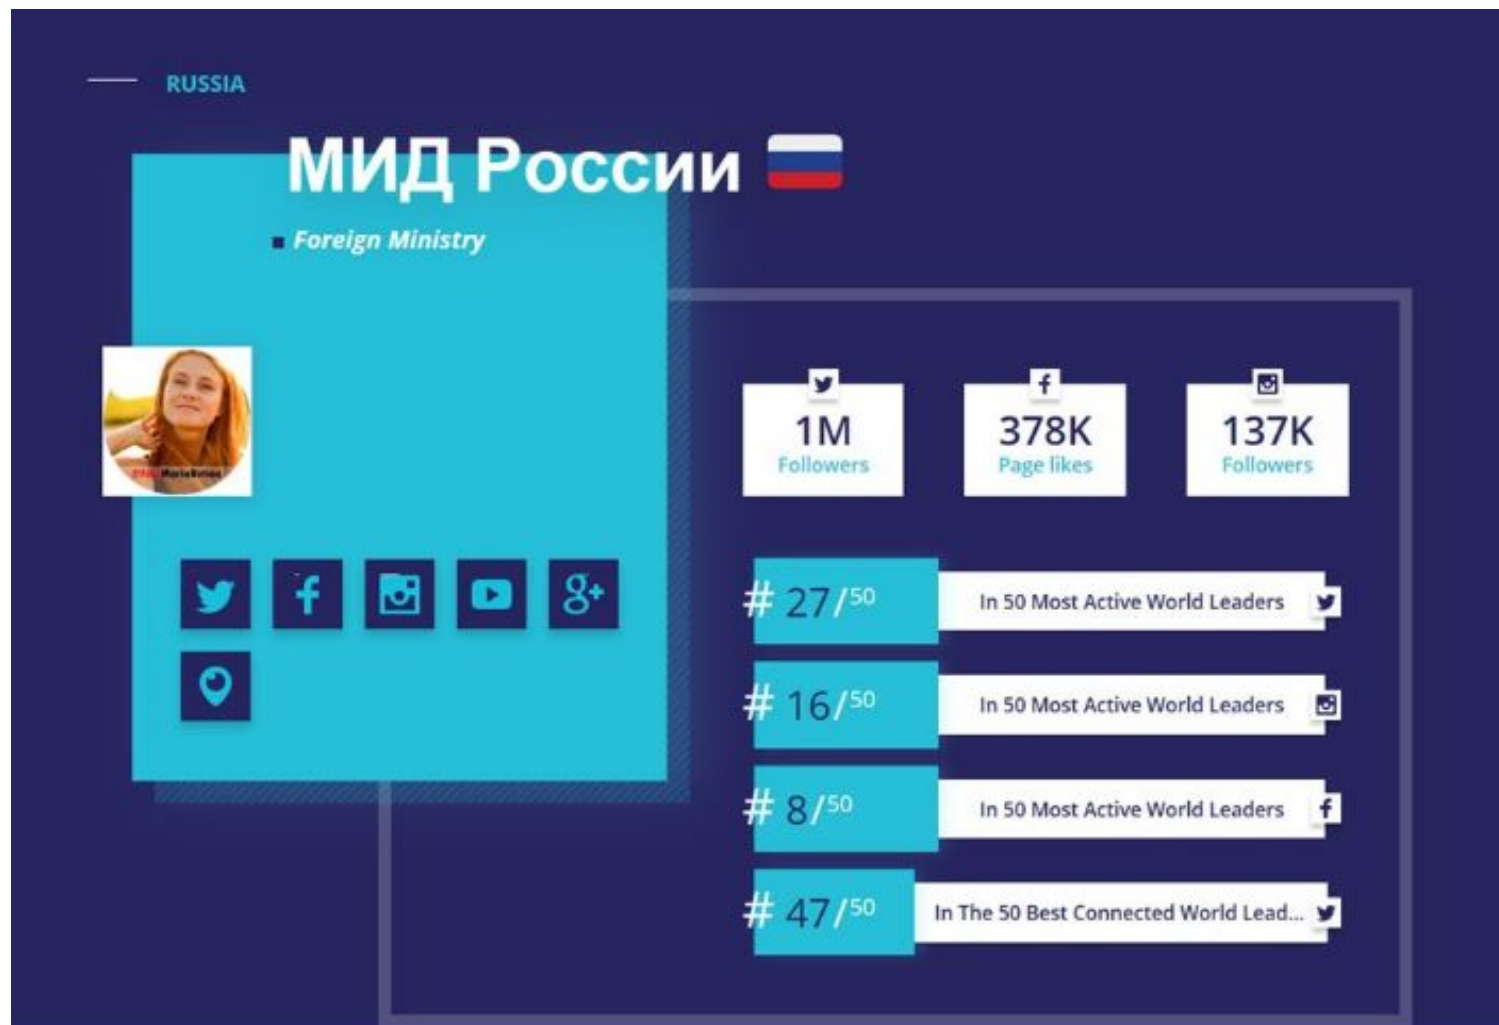 RUSSIA
МИД России
Foreign Ministry
1M
Followers
378K
Page likes
137K
Followers
# 27/50
In 50 Most Active World Leaders
# 16/50
In 50 Most Active World Leaders
# 8/50
In 50 Most Active World Leaders
# 47/50
In The 50 Best Connected World Lead...